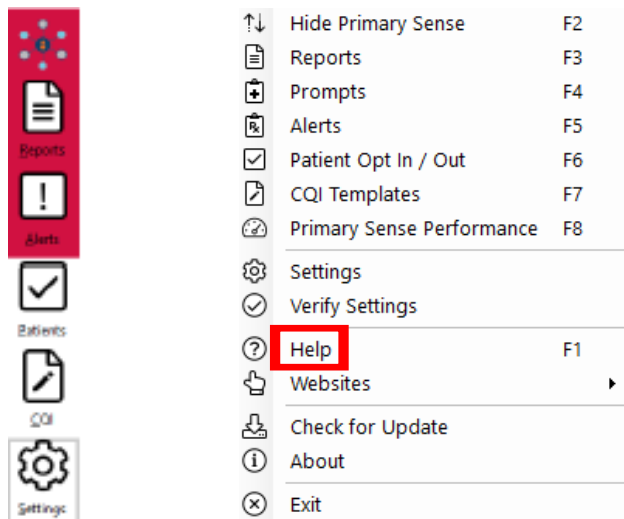 Reports
Alerts
Patients
CQI
Settings
Hide Primary Sense F2
Reports F3
Prompts F4
Alerts F5
Patient Opt In / Out F6
CQI Templates F7
Primary Sense Performance F8
Settings
Verify Settings
Help F1
Websites
Check for Update
About
Exit